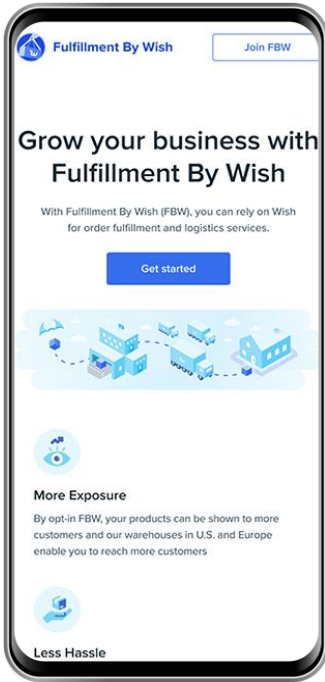 Fulfillment By Wish
Join FBW
Grow your business with
Fulfillment By Wish
With Fulfillment By Wish (FBW), you can rely on Wish
for order fulfillment and logistics services.
Get started
More Exposure
By opt-in FBW, your products can be shown to more
customers and our warehouses in U.S. and Europe
enable you to reach more customers
Less Hassle